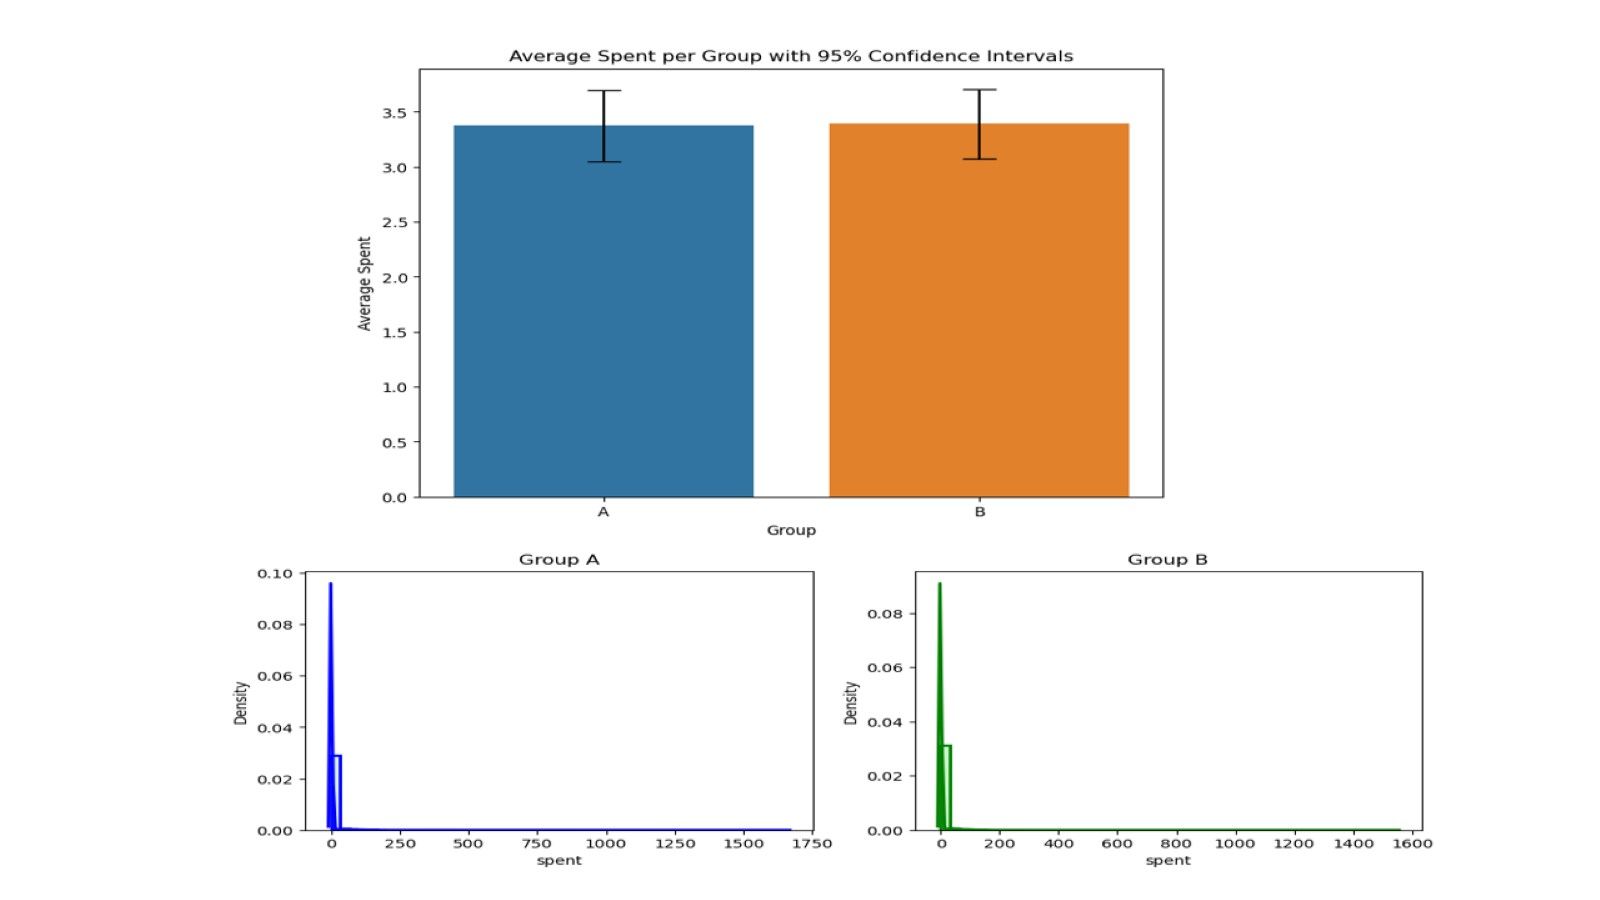 Average Spent per Group with 95% Confidence Intervals
3.5
3.0
2.5
2.0
1.5
1.0
0.5
0.0
Average Spent
A B
Group
Group A
0.10
0.08
0.06
0.04
0.02
0.00
Density
0 250 500 750 1000 1250 1500 1750
spent
Group B
0.08
0.06
0.04
0.02
0.00
Density
0 200 400 600 800 1000 1200 1400 1600
spent